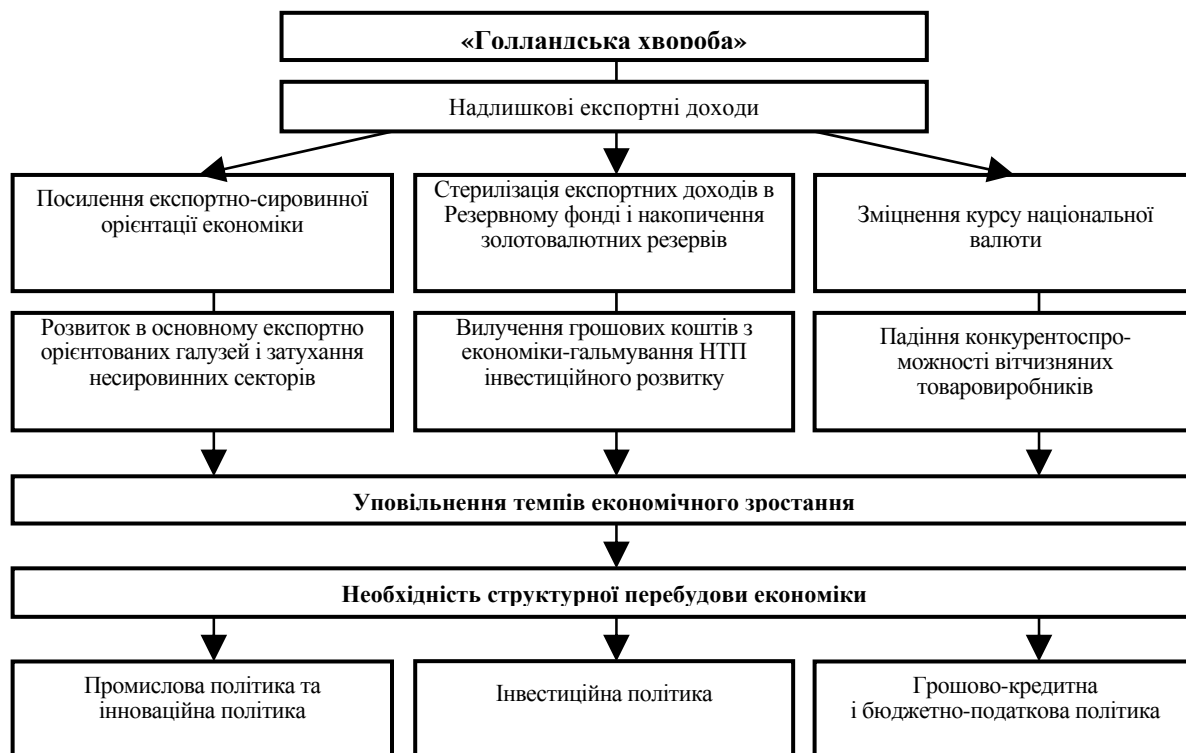 «Голландська хвороба»
Надлишкові експортні доходи
Посилення експортно-сировинної
орієнтації економіки
Стерилізація експортних доходів в
Резервному фонді і накопичення
золотовалютних резервів
Зміцнення курсу національної
валюти
Розвиток в основному експортно
орієнтованих галузей і затухання
несировинних секторів
Вилучення грошових коштів з
економіки-гальмування НТП
інвестиційного розвитку
Падіння конкурентоспро-
можності вітчизняних
товаровиробників
Уповільнення темпів економічного зростання
Необхідність структурної перебудови економіки
Промислова політика та
інноваційна політика
Інвестиційна політика
Грошово-кредитна
і бюджетно-податкова політика